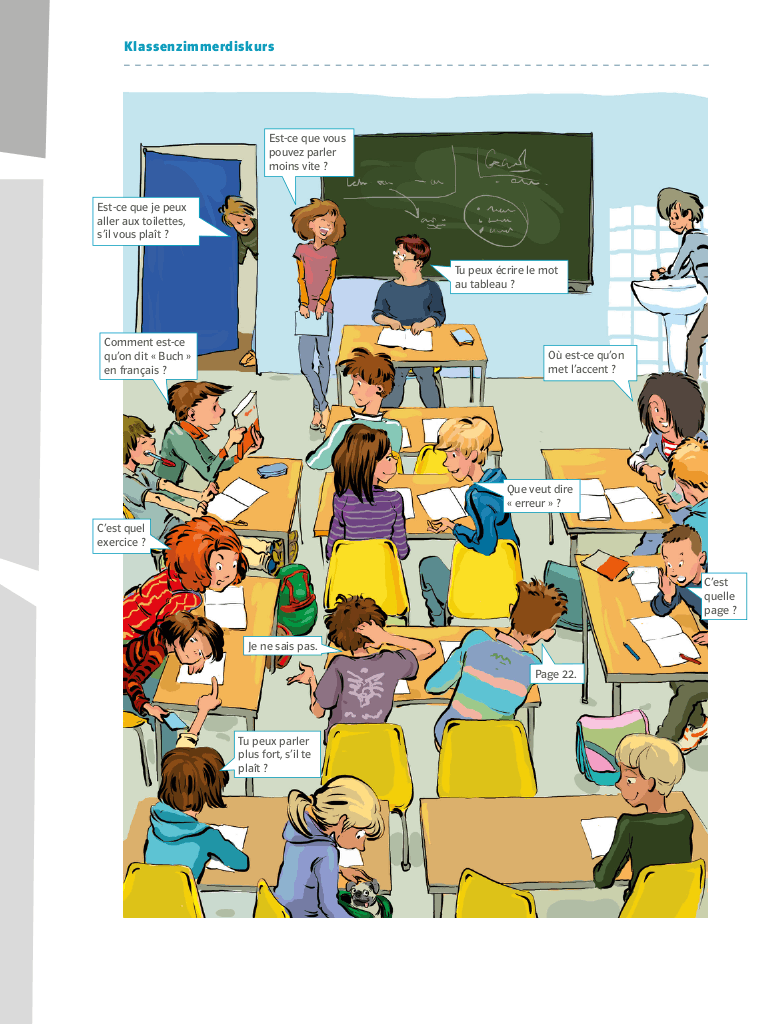 Klassenzimmerdiskurs
Est-ce que vous
pouvez parler
moins vite ?
Est-ce que je peux
aller aux toilettes,
s’il vous plaît ?
Tu peux écrire le mot
au tableau ?
Comment est-ce
qu’on dit « Buch »
en français ?
Où est-ce qu’on
met l’accent ?
Que veut dire
« erreur » ?
C’est quel
exercice ?
C’est
quelle
page ?
Je ne sais pas.
Page 22.
Tu peux parler
plus fort, s’il te
plaît ?